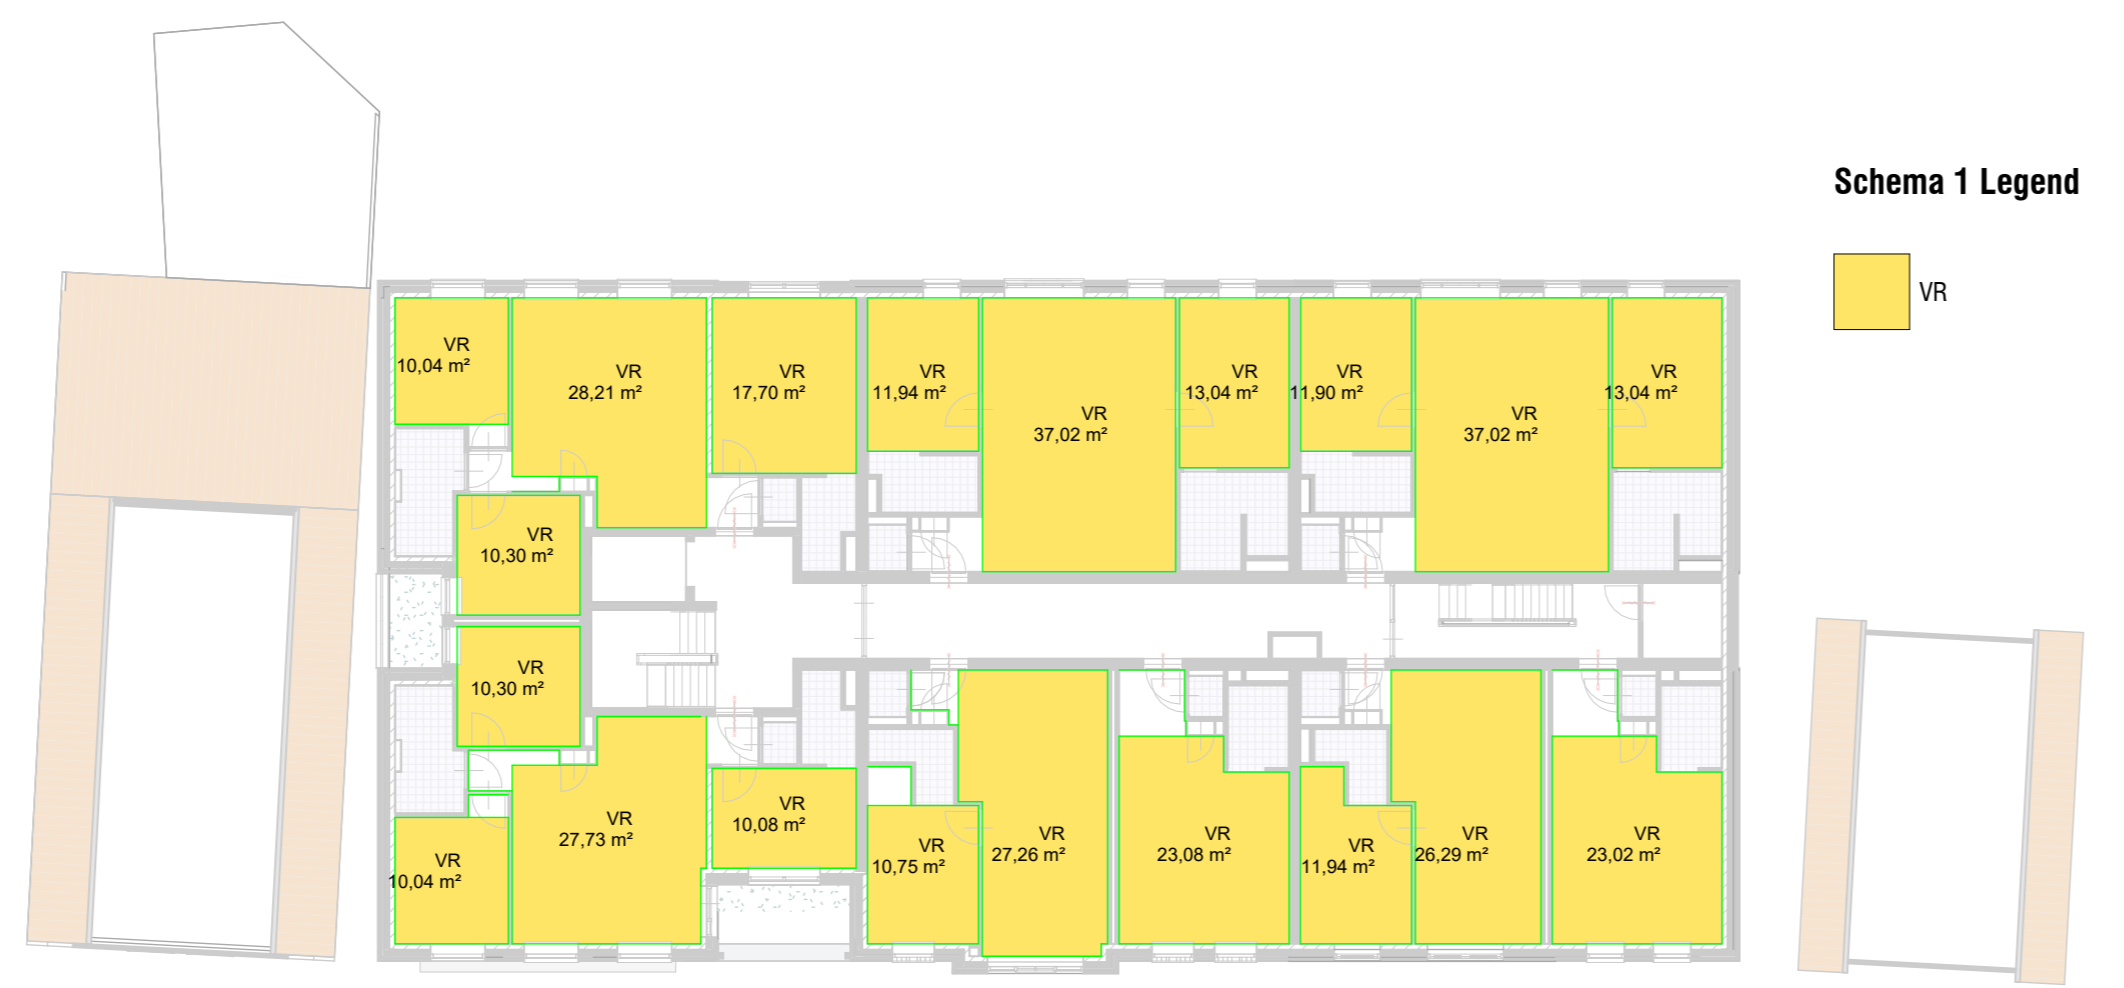 Schema 1 Legend
VR
VR
10,04 m²
VR
28,21 m²
VR
17,70 m²
VR
11,94 m²
VR
37,02 m²
VR
13,04 m²
VR
11,90 m²
VR
37,02 m²
VR
13,04 m²
VR
10,30 m²
VR
10,30 m²
VR
10,04 m²
VR
27,73 m²
VR
10,08 m²
VR
10,75 m²
VR
27,26 m²
VR
23,08 m²
VR
11,94 m²
VR
26,29 m²
VR
23,02 m²